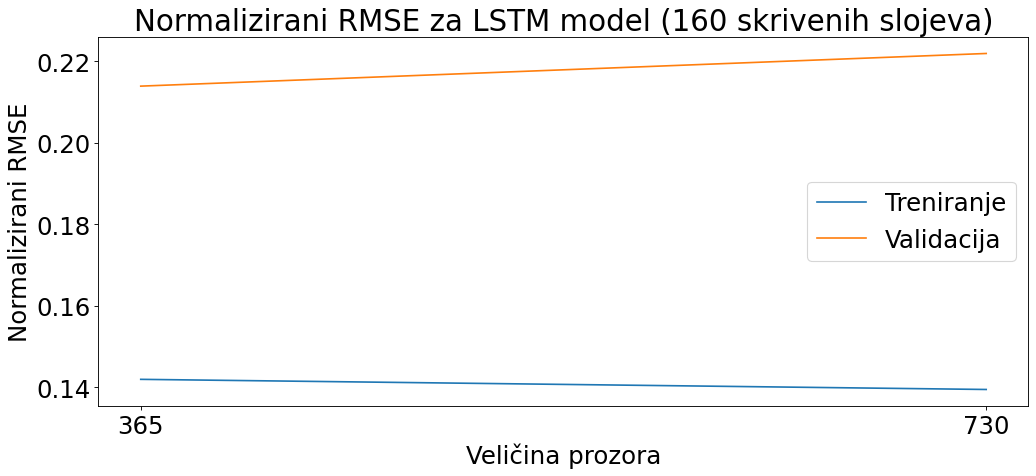 Normalizirani RMSE za LSTM model (160 skrivenih slojeva)
Normalizirani RMSE
0.22
0.20
0.18
0.16
0.14
Treniranje
Validacija
365
730
Veličina prozora